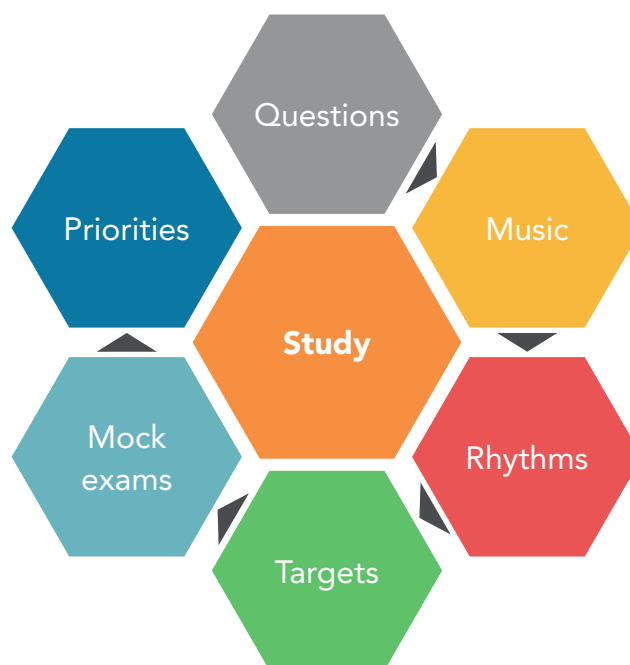 Questions
Priorities
Music
Study
Mock
exams
Rhythms
Targets